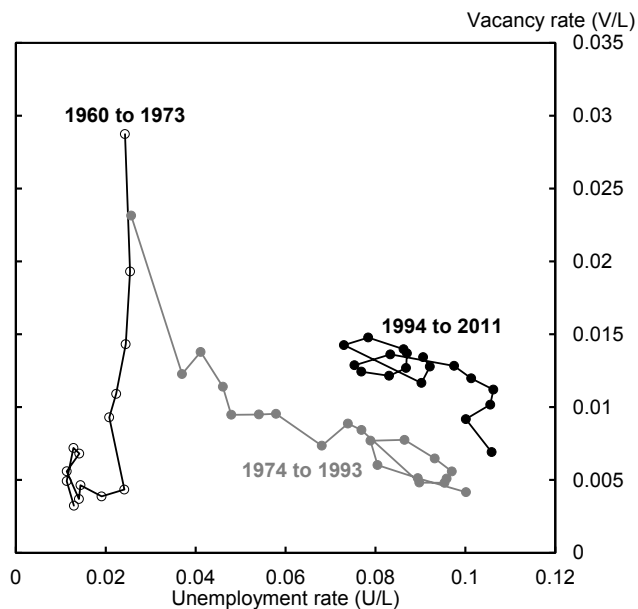 Vacancy rate (V/L)
0.035
1960 to 1973
0.03
0.025
0.02
1994 to 2011
0.015
0.01
1974 to 1993
0.005
0
0 0.02 0.04 0.06 0.08 0.1 0.12
Unemployment rate (U/L)